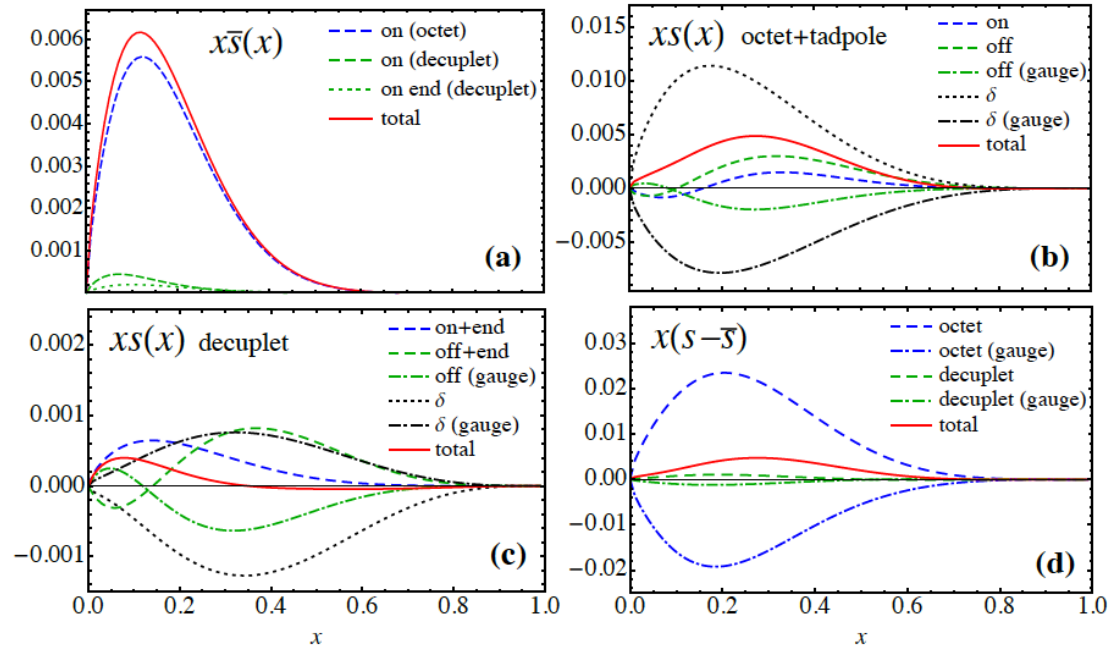 0.006
0.005
0.004
0.003
0.002
0.001
xs̄(x)
on (octet)
on (decuplet)
on end (decuplet)
total
(a)
0.015
0.010
0.005
0.000
−0.005
xs(x) octet+tadpole
on
off
off (gauge)
δ
δ (gauge)
total
(b)
0.002
0.001
0.000
−0.001
xs(x) decuplet
on+end
off+end
off (gauge)
δ
δ (gauge)
total
(c)
0.0 0.2 0.4 0.6 0.8 1.0
x
0.03
0.02
0.01
0.00
−0.01
−0.02
x(s−s̄)
octet
octet (gauge)
decuplet
decuplet (gauge)
total
(d)
0.0 0.2 0.4 0.6 0.8 1.0
x